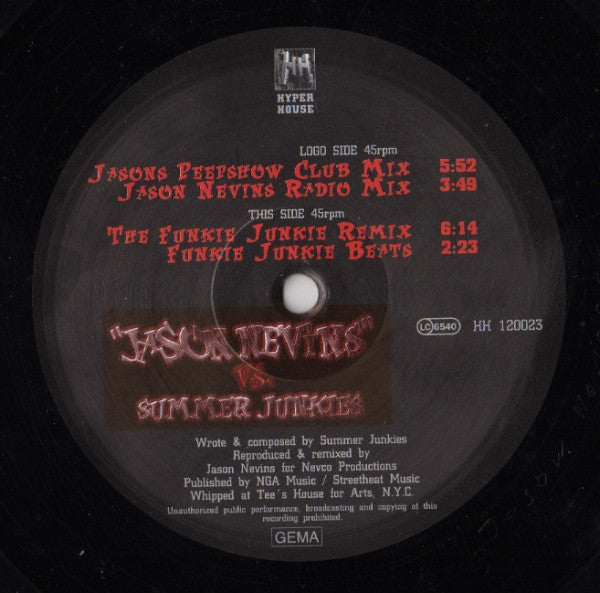 HH
HYPER
HOUSE
LOGO SIDE 45rpm
JASONS PEEPSHOW CLUB MIX 5:52
JASON NEVINS RADIO MIX 3:49
THIS SIDE 45rpm
THE FUNKIE JUNKIE REMIX 6:14
FUNKIE JUNKIE BEATS 2:23
LC 6540 HH 120023
"JASON NEVINS"
VS.
SUMMER JUNKIES
Wrote & composed by Summer Junkies
Reproduced & remixed by
Jason Nevins for Nevco Productions
Published by NGA Music / Streetheat Music
Whipped at Tee's House for Arts, N.Y.C.
Unauthorized public performance, broadcasting and copying of this
recording prohibited.
GEMA
Jason